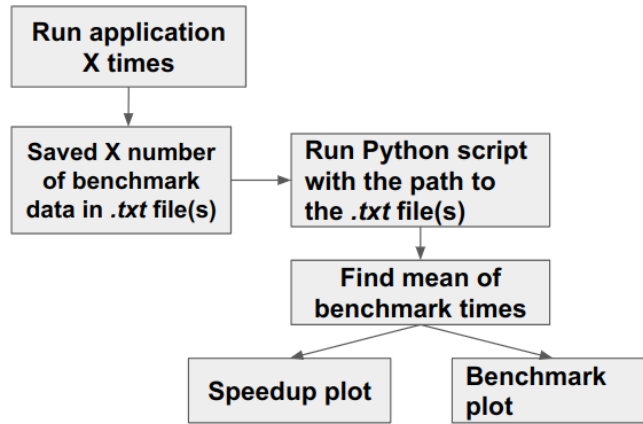 Run application
X times
Saved X number
of benchmark
data in .txt file(s)
Run Python script
with the path to
the .txt file(s)
Find mean of
benchmark times
Speedup plot
Benchmark
plot